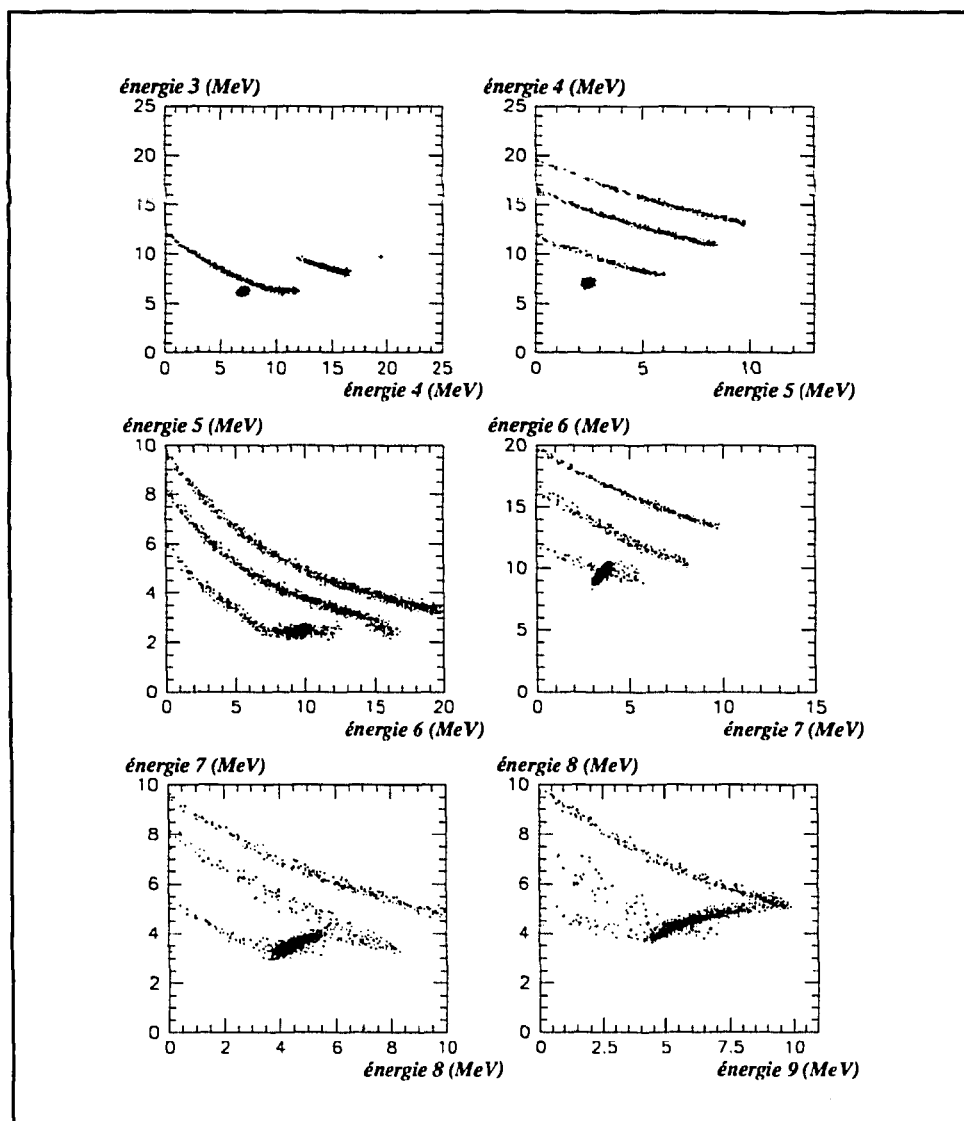 énergie 3 (MeV)
25
20
15
10
5
0
0 5 10 15 20 25
énergie 4 (MeV)
énergie 4 (MeV)
25
20
15
10
5
0
0 5 10
énergie 5 (MeV)
énergie 5 (MeV)
10
8
6
4
2
0
0 5 10 15 20
énergie 6 (MeV)
énergie 6 (MeV)
20
15
10
5
0
0 5 10 15
énergie 7 (MeV)
énergie 7 (MeV)
10
8
6
4
2
0
0 2 4 6 8 10
énergie 8 (MeV)
énergie 8 (MeV)
10
8
6
4
2
0
0 2.5 5 7.5 10
énergie 9 (MeV)